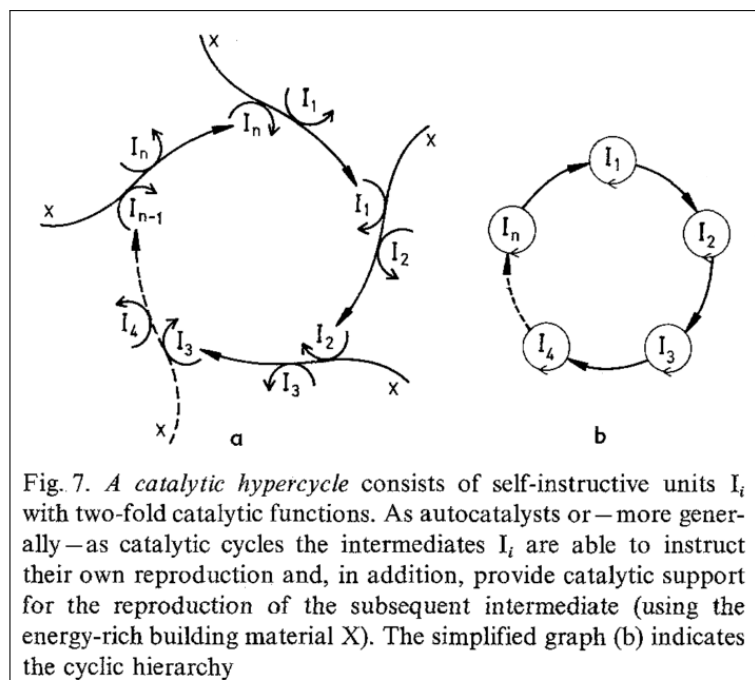 X
I₁
Iₙ
X
Iₙ
Iₙ₋₁
X
I₁
I₂
I₄
I₃
I₂
I₃
X
X
a
I₁
Iₙ
I₂
I₄
I₃
b
Fig. 7. A catalytic hypercycle consists of self-instructive units Iᵢ
with two-fold catalytic functions. As autocatalysts or—more gener-
ally—as catalytic cycles the intermediates Iᵢ are able to instruct
their own reproduction and, in addition, provide catalytic support
for the reproduction of the subsequent intermediate (using the
energy-rich building material X). The simplified graph (b) indicates
the cyclic hierarchy